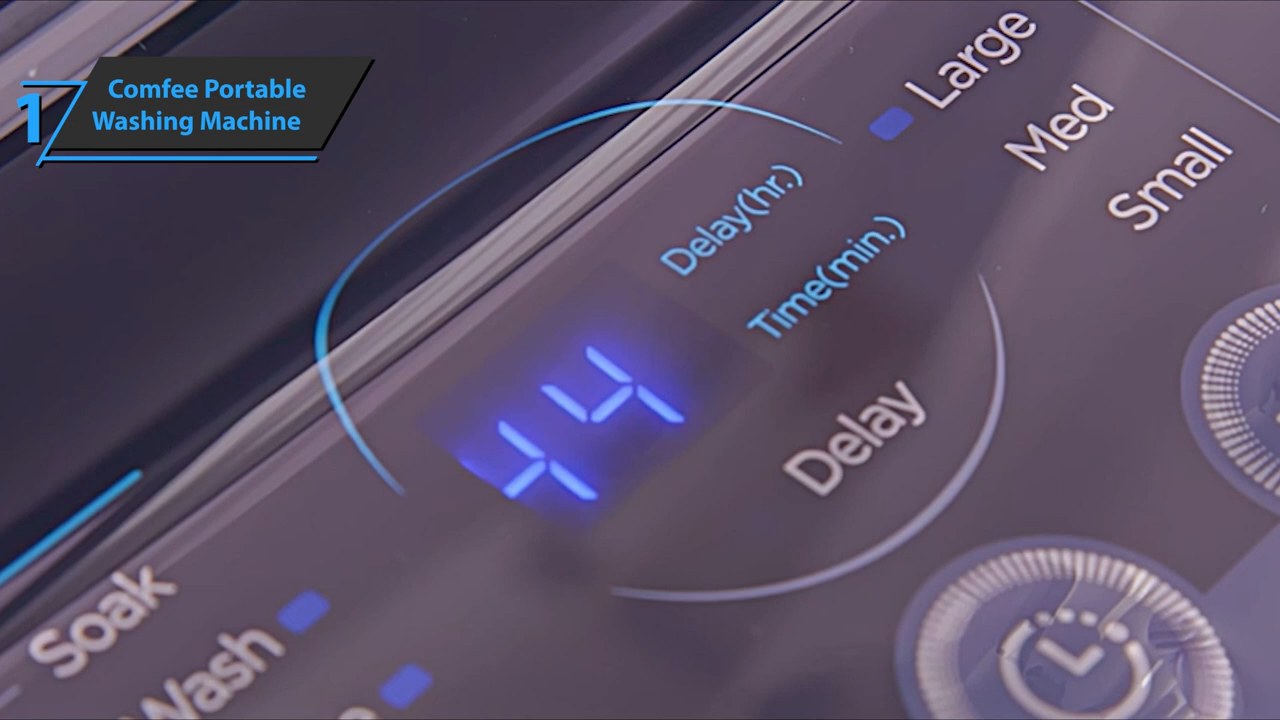 1
Comfee Portable
Washing Machine
Large
Med
Small
Delay(hr.)
Time(min.)
44
Delay
Soak
Wash